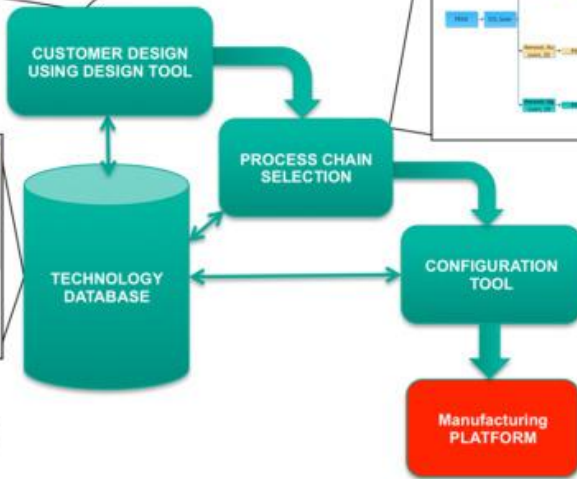 CUSTOMER DESIGN
USING DESIGN TOOL
PROCESS CHAIN
SELECTION
TECHNOLOGY
DATABASE
CONFIGURATION
TOOL
Manufacturing
PLATFORM